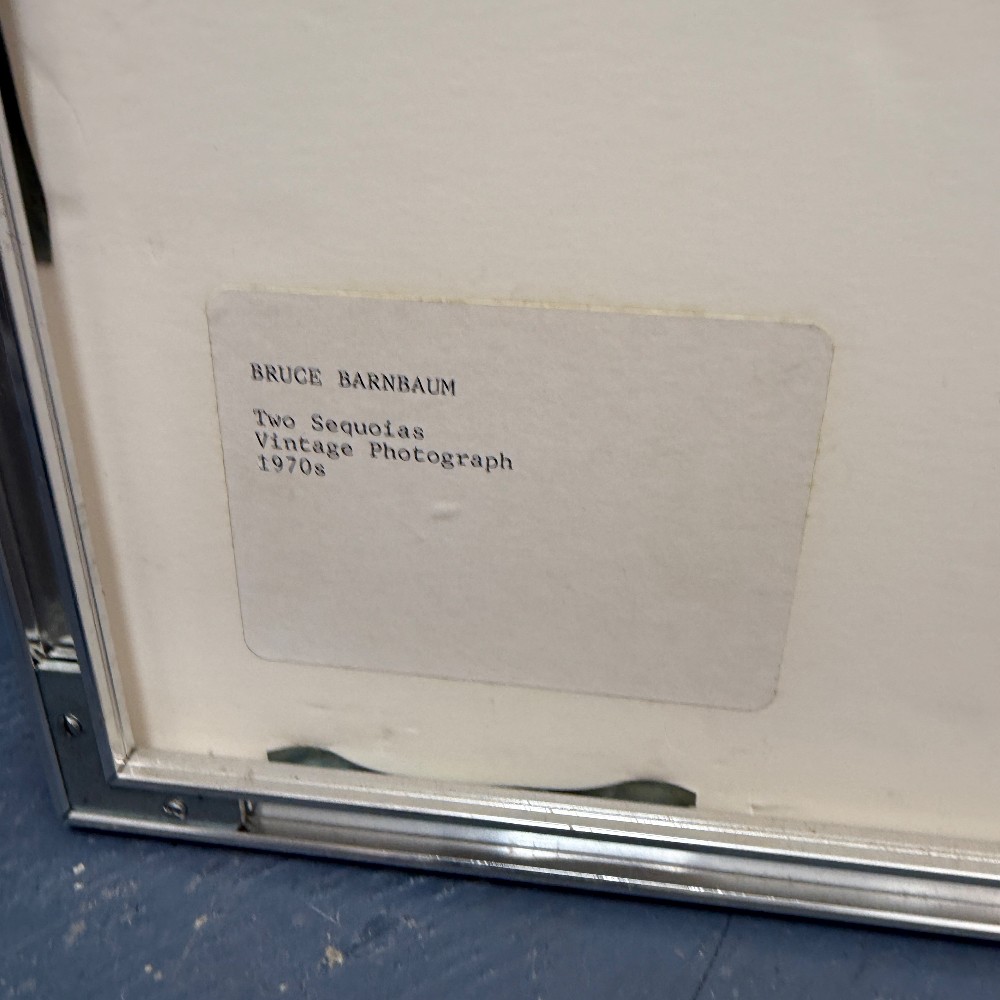 BRUCE BARNBAUM
Two Sequoias
Vintage Photograph
1970s